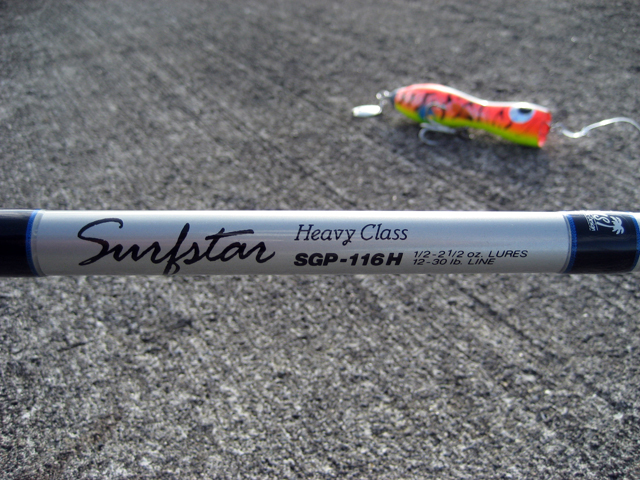 Surfstar
Heavy Class
SGP-116H
1/2-2 1/2 oz. LURES
12-30 lb. LINE